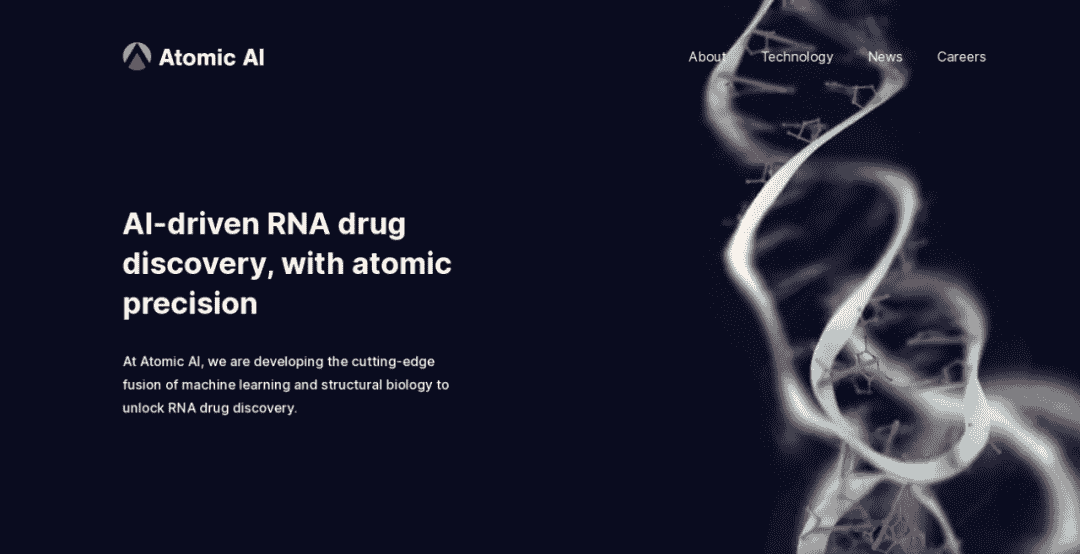 Atomic AI
About Technology News Careers
AI-driven RNA drug
discovery, with atomic
precision
At Atomic AI, we are developing the cutting-edge
fusion of machine learning and structural biology to
unlock RNA drug discovery.